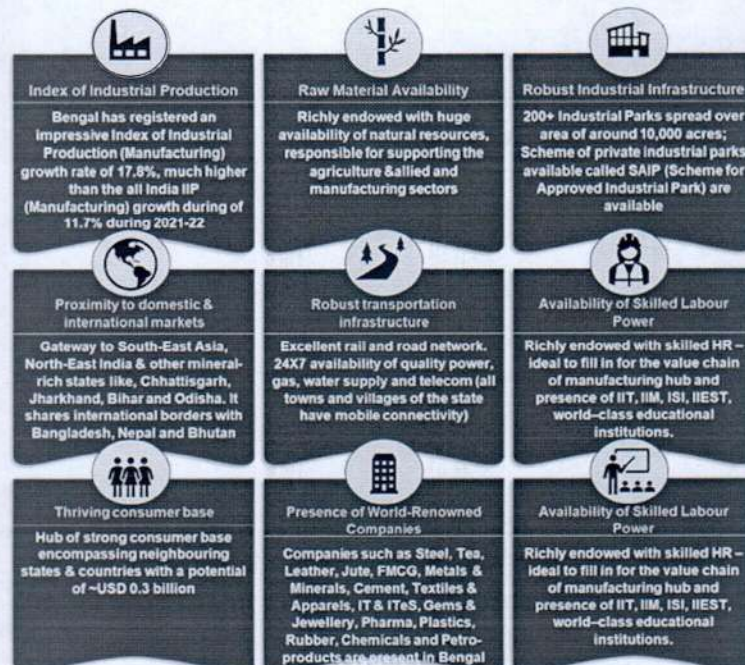 Index of Industrial Production
Bengal has registered an
impressive Index of Industrial
Production (Manufacturing)
growth rate of 17.8%, much higher
than the all India IIP
(Manufacturing) growth during of
11.7% during 2021-22
Raw Material Availability
Richly endowed with huge
availability of natural resources,
responsible for supporting the
agriculture &allied and
manufacturing sectors
Robust Industrial Infrastructure
200+ Industrial Parks spread over
area of around 10,000 acres;
Scheme of private industrial parks
available called SAIP (Scheme for
Approved Industrial Park) are
available
Proximity to domestic &
international markets
Gateway to South-East Asia,
North-East India & other mineral-
rich states like, Chhattisgarh,
Jharkhand, Bihar and Odisha. It
shares international borders with
Bangladesh, Nepal and Bhutan
Robust transportation
infrastructure
Excellent rail and road network.
24X7 availability of quality power,
gas, water supply and telecom (all
towns and villages of the state
have mobile connectivity)
Availability of Skilled Labour
Power
Richly endowed with skilled HR –
ideal to fill in for the value chain
of manufacturing hub and
presence of IIT, IIM, ISI, IIEST,
world–class educational
institutions.
Thriving consumer base
Hub of strong consumer base
encompassing neighbouring
states & countries with a potential
of ~USD 0.3 billion
Presence of World-Renowned
Companies
Companies such as Steel, Tea,
Leather, Jute, FMCG, Metals &
Minerals, Cement, Textiles &
Apparels, IT & ITeS, Gems &
Jewellery, Pharma, Plastics,
Rubber, Chemicals and Petro-
products are present in Bengal
Availability of Skilled Labour
Power
Richly endowed with skilled HR –
ideal to fill in for the value chain
of manufacturing hub and
presence of IIT, IIM, ISI, IIEST,
world–class educational
institutions.